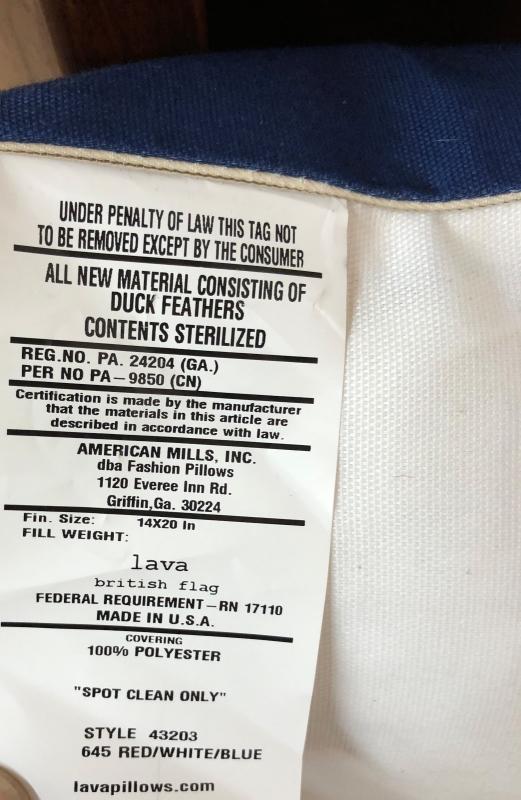 UNDER PENALTY OF LAW THIS TAG NOT
TO BE REMOVED EXCEPT BY THE CONSUMER
ALL NEW MATERIAL CONSISTING OF
DUCK FEATHERS
CONTENTS STERILIZED
REG.NO. PA. 24204 (GA.)
PER NO PA—9850 (CN)
Certification is made by the manufacturer
that the materials in this article are
described in accordance with law.
AMERICAN MILLS, INC.
dba Fashion Pillows
1120 Everee Inn Rd.
Griffin,Ga. 30224
Fin. Size: 14X20 In
FILL WEIGHT:
lava
british flag
FEDERAL REQUIREMENT—RN 17110
MADE IN U.S.A.
COVERING
100% POLYESTER
"SPOT CLEAN ONLY"
STYLE 43203
645 RED/WHITE/BLUE
lavapillows.com